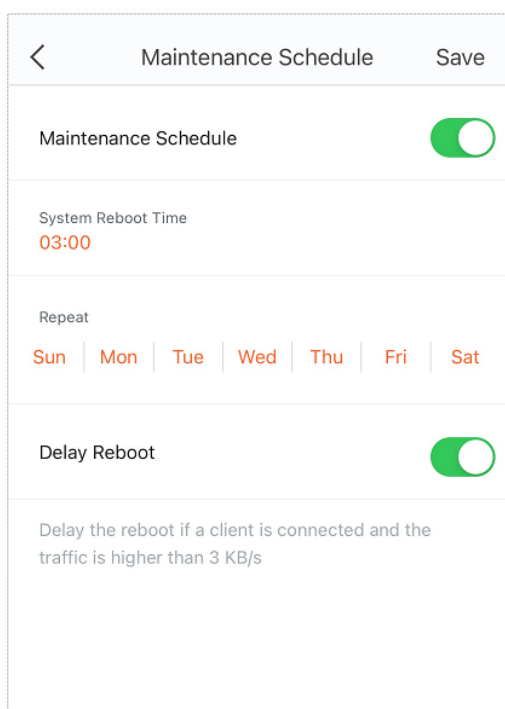 Maintenance Schedule Save
Maintenance Schedule
System Reboot Time
03:00
Repeat
Sun Mon Tue Wed Thu Fri Sat
Delay Reboot
Delay the reboot if a client is connected and the
traffic is higher than 3 KB/s